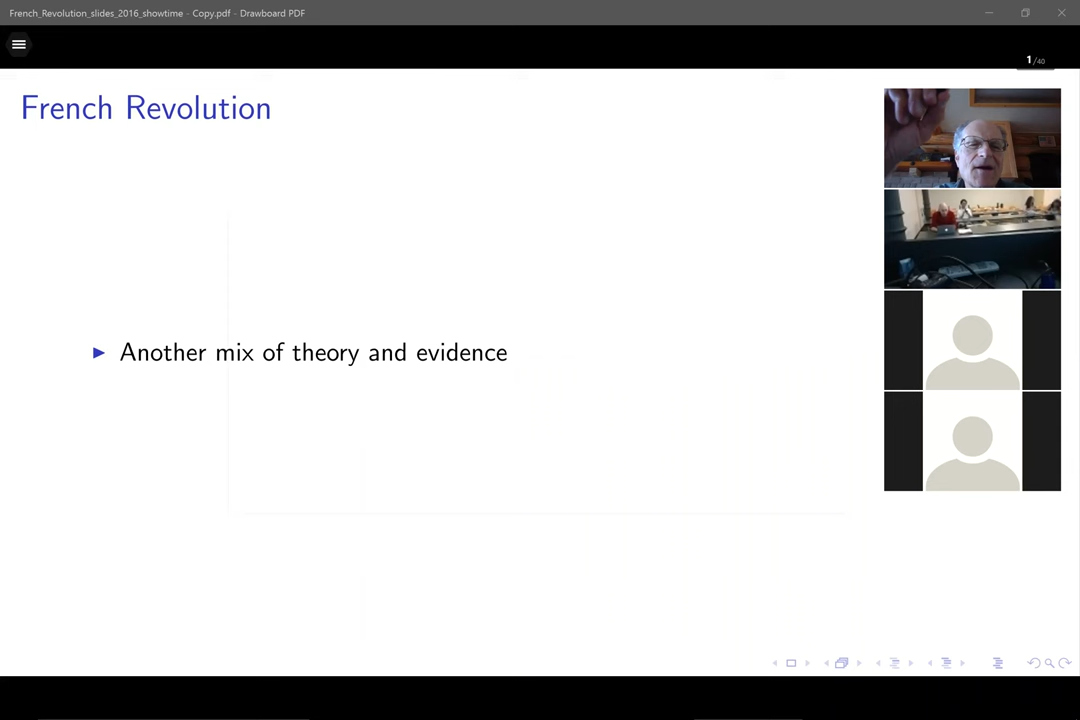 French_Revolution_slides_2016_showtime - Copy.pdf - Drawboard PDF
1/40
French Revolution
Another mix of theory and evidence